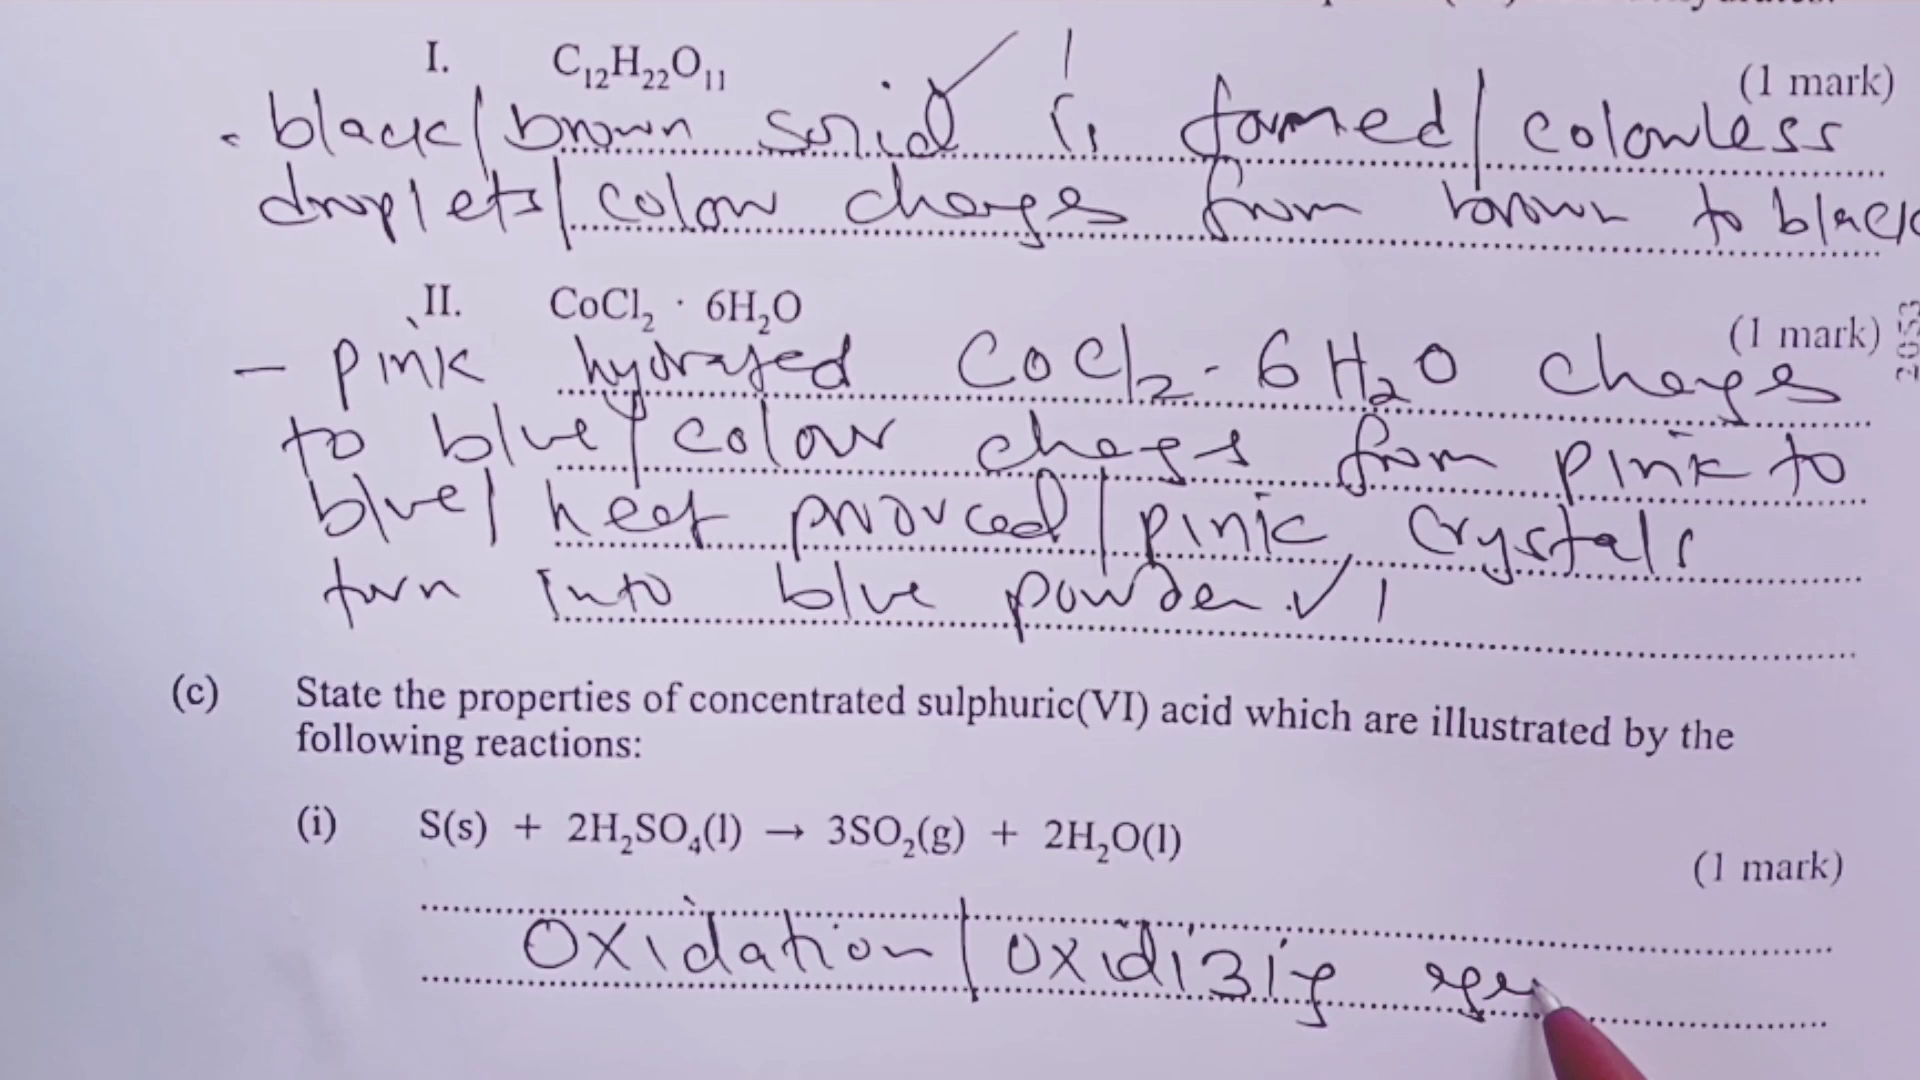 I. C₁₂H₂₂O₁₁ (1 mark)
black/brown solid is formed/colourless
droplets/colour changes from brown to black
II. CoCl₂ · 6H₂O (1 mark)
- Pink hydrated CoCl₂·6H₂O changes
to blue/colour changes from pink to
blue/heat produced/pink crystals
turn into blue powder. ✓1
(c) State the properties of concentrated sulphuric(VI) acid which are illustrated by the
following reactions:
(i) S(s) + 2H₂SO₄(l) → 3SO₂(g) + 2H₂O(l)
(1 mark)
Oxidation/oxidizing